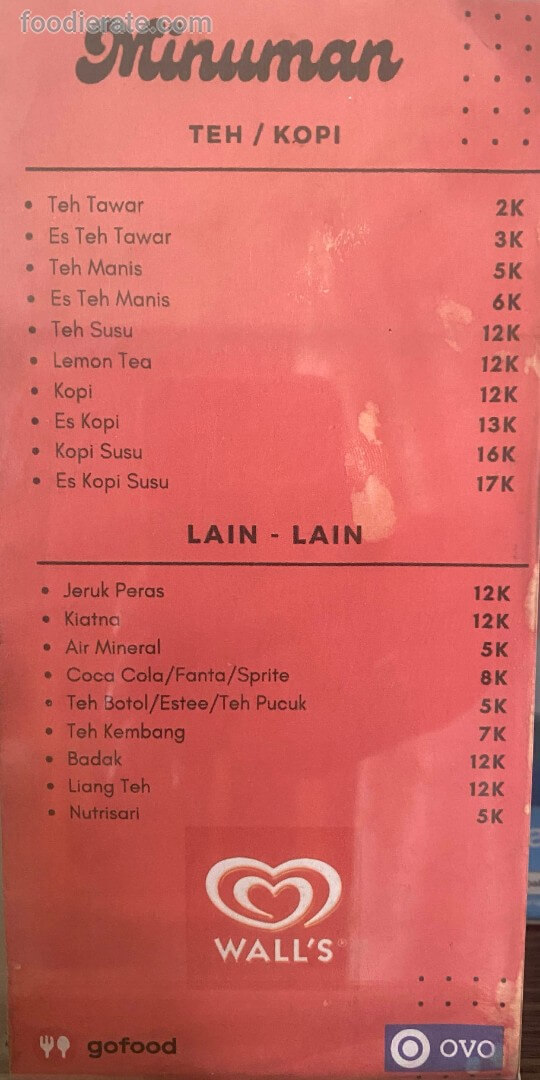 foodierate.com
Minuman
TEH / KOPI
• Teh Tawar 2K
• Es Teh Tawar 3K
• Teh Manis 5K
• Es Teh Manis 6K
• Teh Susu 12K
• Lemon Tea 12K
• Kopi 12K
• Es Kopi 13K
• Kopi Susu 16K
• Es Kopi Susu 17K
LAIN - LAIN
• Jeruk Peras 12K
• Kiatna 12K
• Air Mineral 5K
• Coca Cola/Fanta/Sprite 8K
• Teh Botol/Estee/Teh Pucuk 5K
• Teh Kembang 7K
• Badak 12K
• Liang Teh 12K
• Nutrisari 5K
WALL'S®
gofood OVO